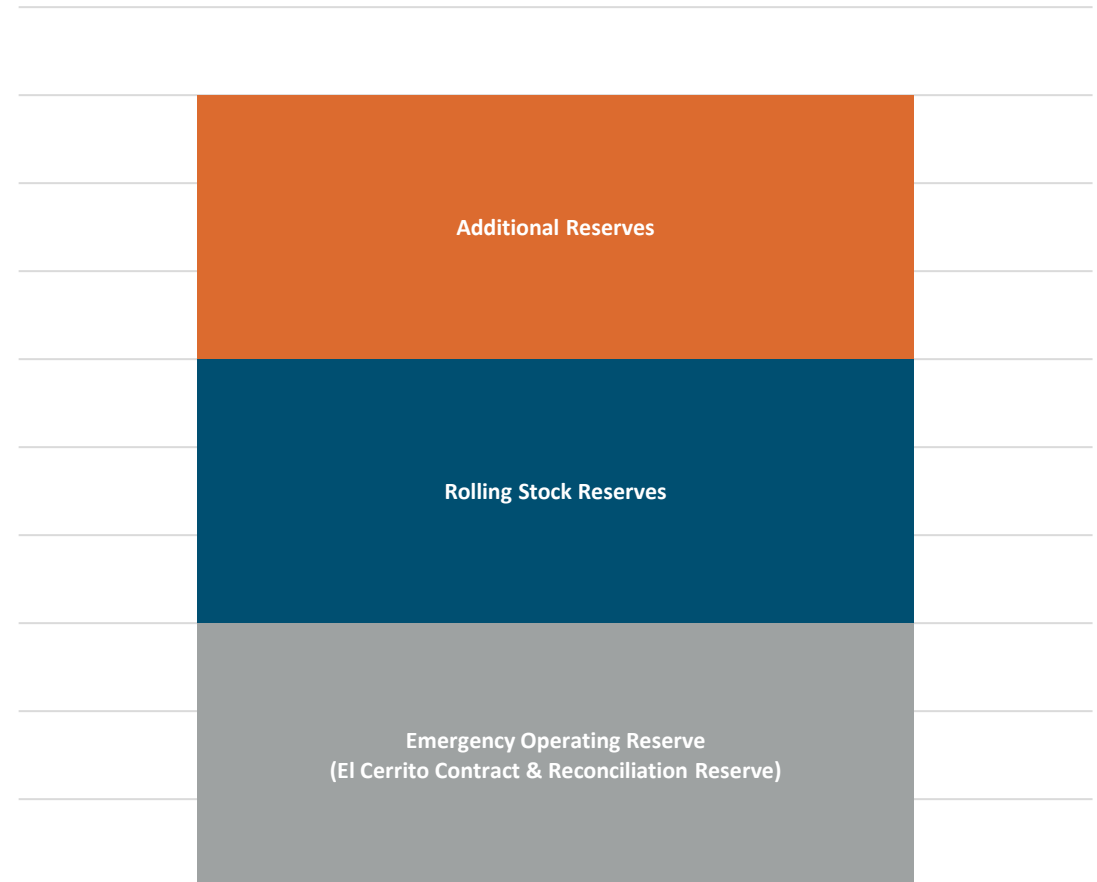 Additional Reserves
Rolling Stock Reserves
Emergency Operating Reserve
(El Cerrito Contract & Reconciliation Reserve)